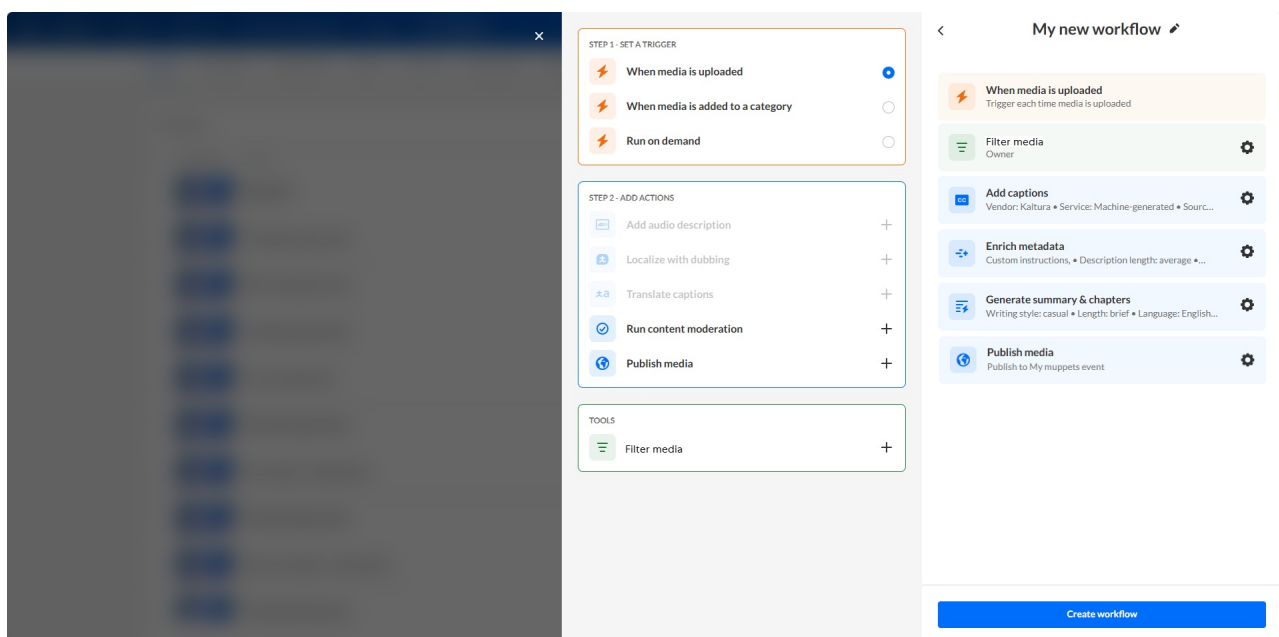 STEP 1 - SET A TRIGGER
When media is uploaded
When media is added to a category
Run on demand
STEP 2 - ADD ACTIONS
Add audio description
Localize with dubbing
Translate captions
Run content moderation
Publish media
TOOLS
Filter media
My new workflow
When media is uploaded
Trigger each time media is uploaded
Filter media
Owner
CC
Add captions
Vendor: Kaltura • Service: Machine-generated • Sourc...
Enrich metadata
Custom instructions, • Description length: average •...
Generate summary & chapters
Writing style: casual • Length: brief • Language: English...
Publish media
Publish to My muppets event
Create workflow